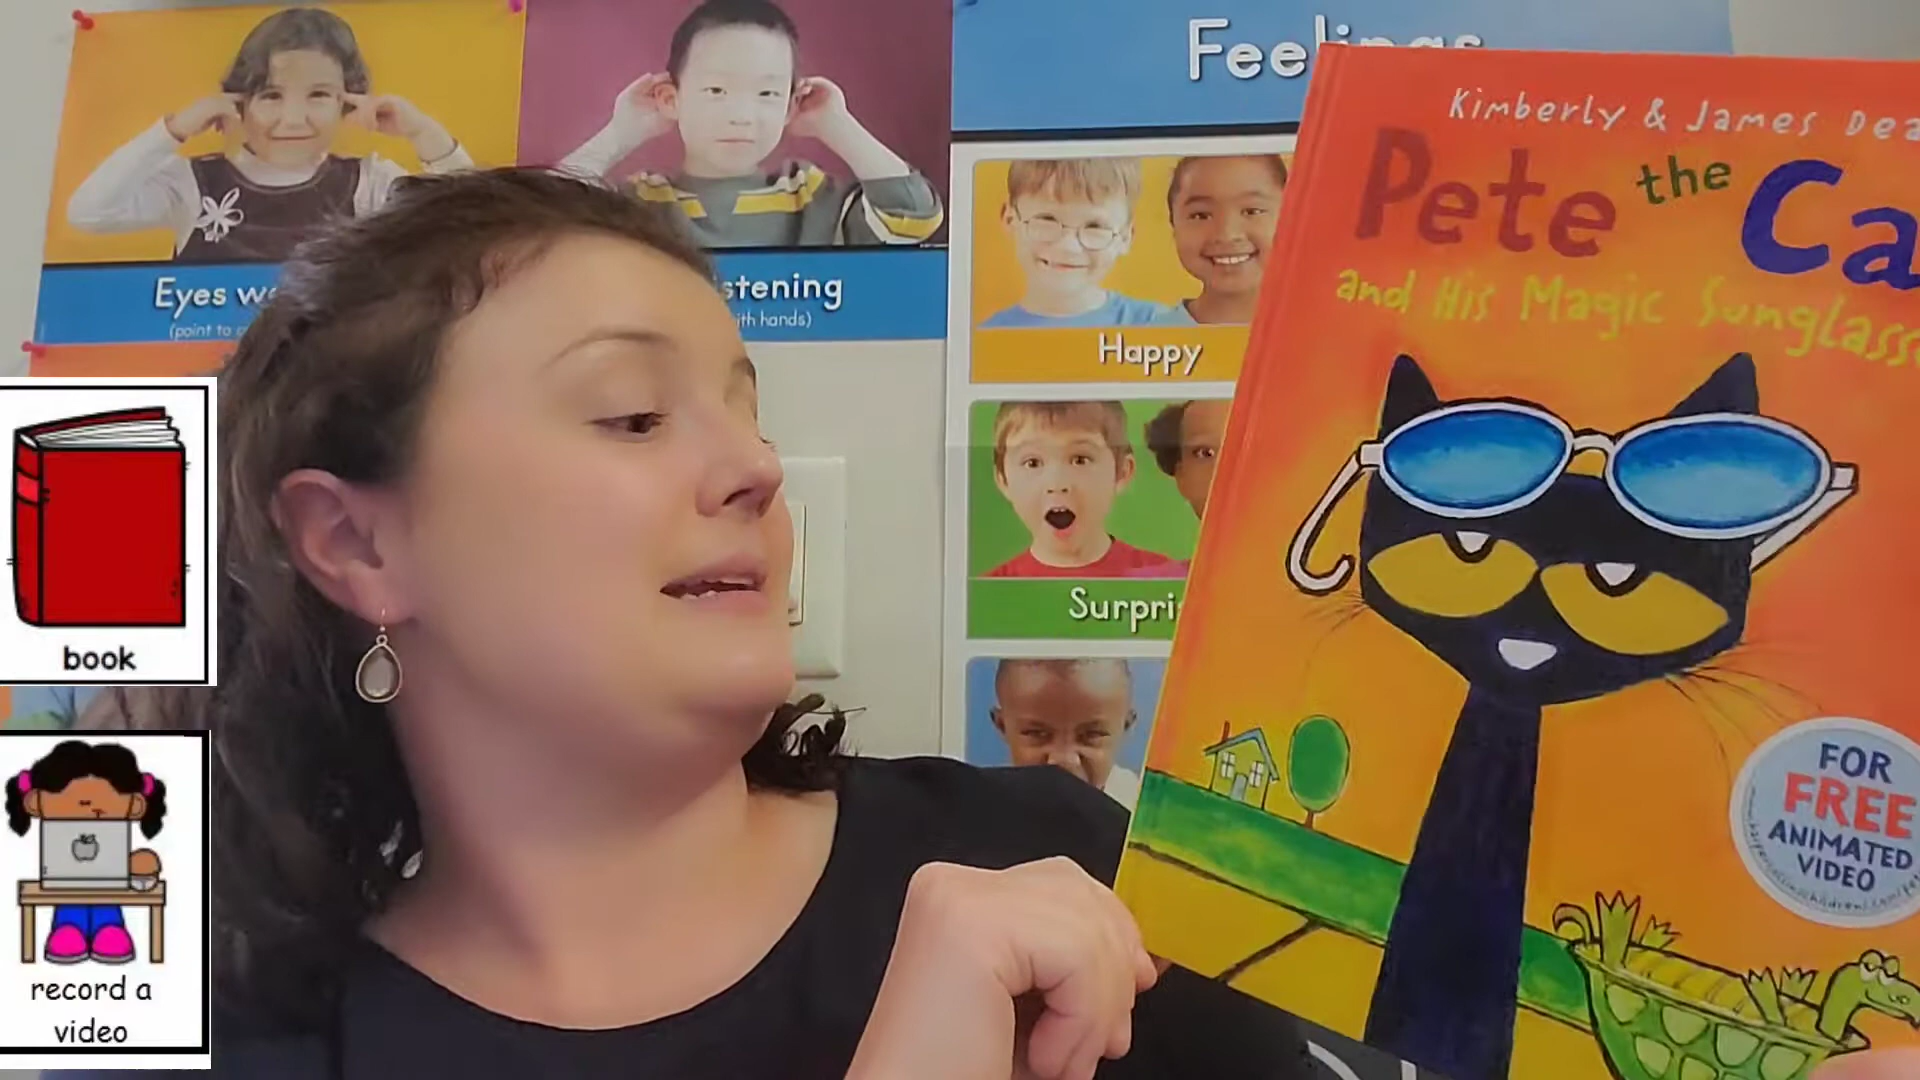 Feelings
Kimberly & James Dea
Pete the Ca
and His Magic Sunglass
Eyes w
stening
(point to
ith hands)
Happy
Surpri
book
FOR
FREE
ANIMATED
VIDEO
record a
video